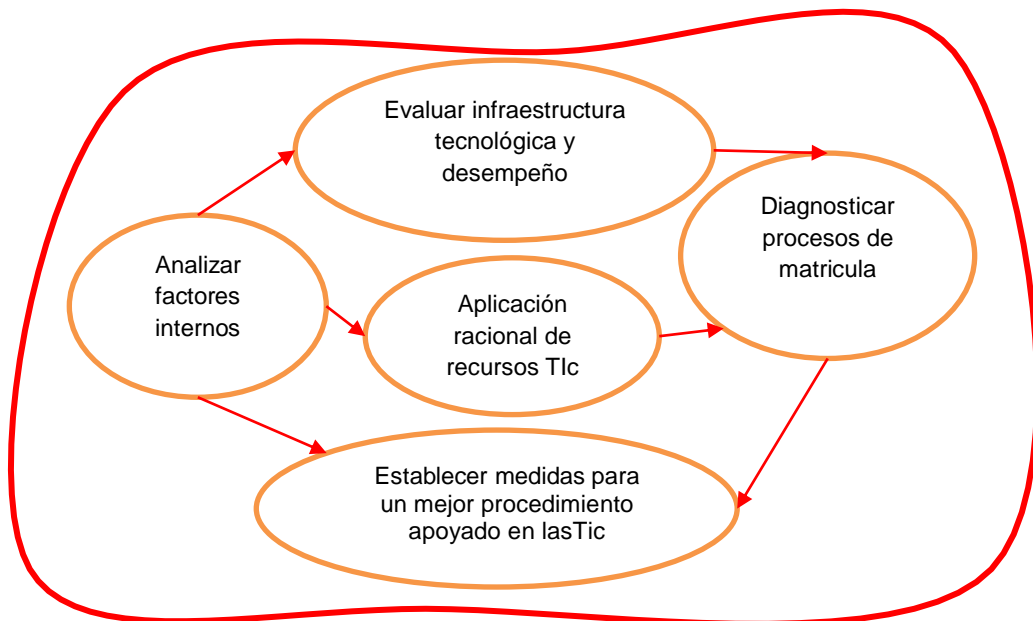 Evaluar infraestructura
tecnológica y
desempeño
Diagnosticar
procesos de
matricula
Analizar
factores
internos
Aplicación
racional de
recursos TIc
Establecer medidas para
un mejor procedimiento
apoyado en lasTic